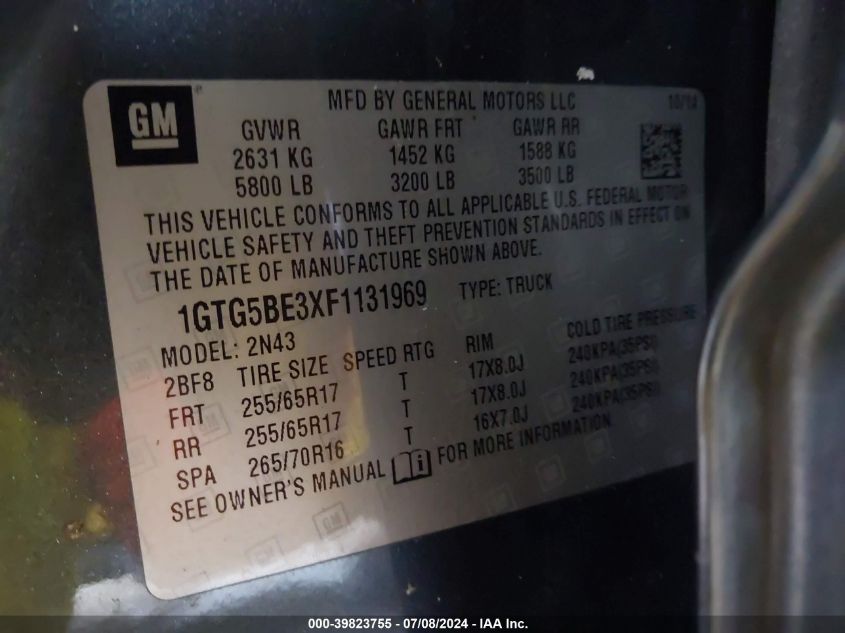 GM
MFD BY GENERAL MOTORS LLC 10/14
GVWR GAWR FRT GAWR RR
2631 KG 1452 KG 1588 KG
5800 LB 3200 LB 3500 LB
THIS VEHICLE CONFORMS TO ALL APPLICABLE U.S. FEDERAL MOTOR
VEHICLE SAFETY AND THEFT PREVENTION STANDARDS IN EFFECT ON
THE DATE OF MANUFACTURE SHOWN ABOVE.
1GTG5BE3XF1131969 TYPE: TRUCK
MODEL: 2N43
2BF8 TIRE SIZE SPEED RTG RIM COLD TIRE PRESSURE
FRT 255/65R17 T 17X8.0J 240KPA(35PSI)
RR 255/65R17 T 17X8.0J 240KPA(35PSI)
SPA 265/70R16 T 16X7.0J 240KPA(35PSI)
SEE OWNER'S MANUAL FOR MORE INFORMATION
GM
000-39823755 - 07/08/2024 - IAA Inc.